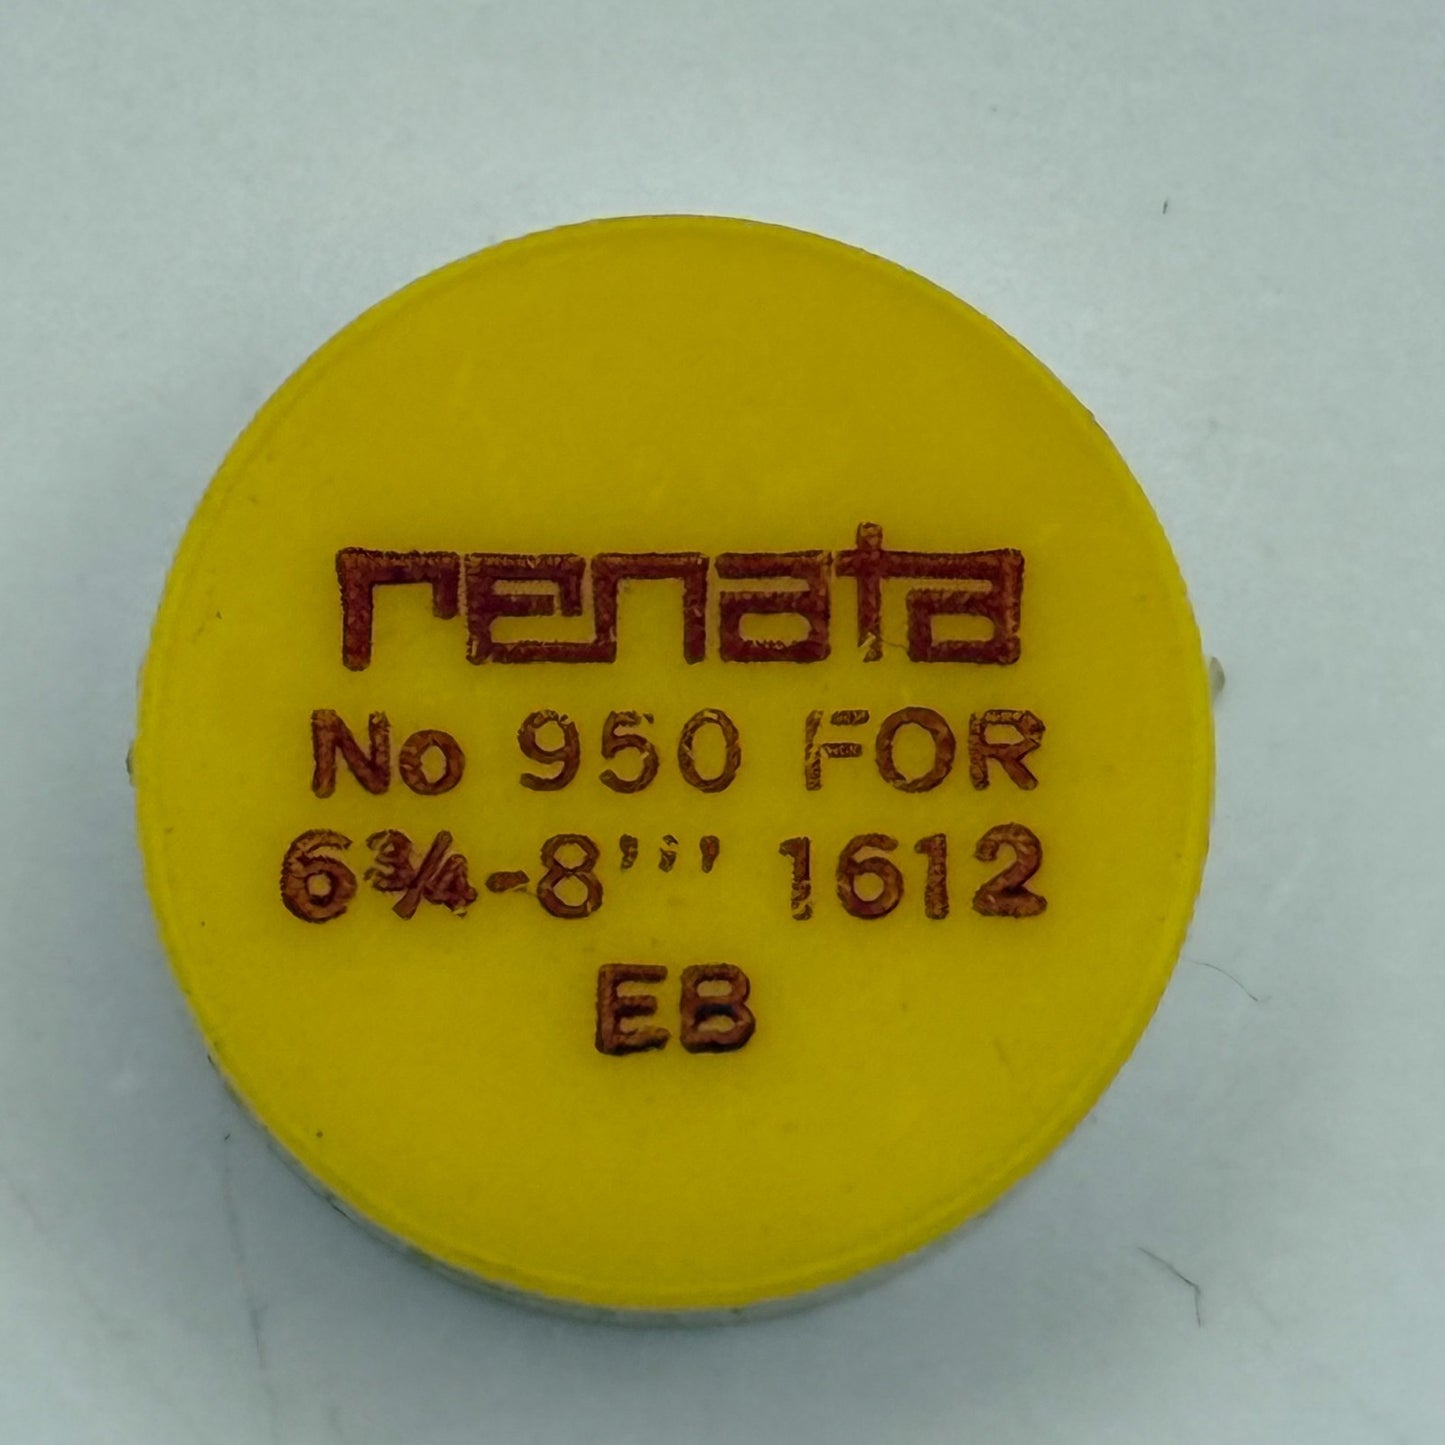 renata
No 950 FOR
6¾-8''' 1612
EB